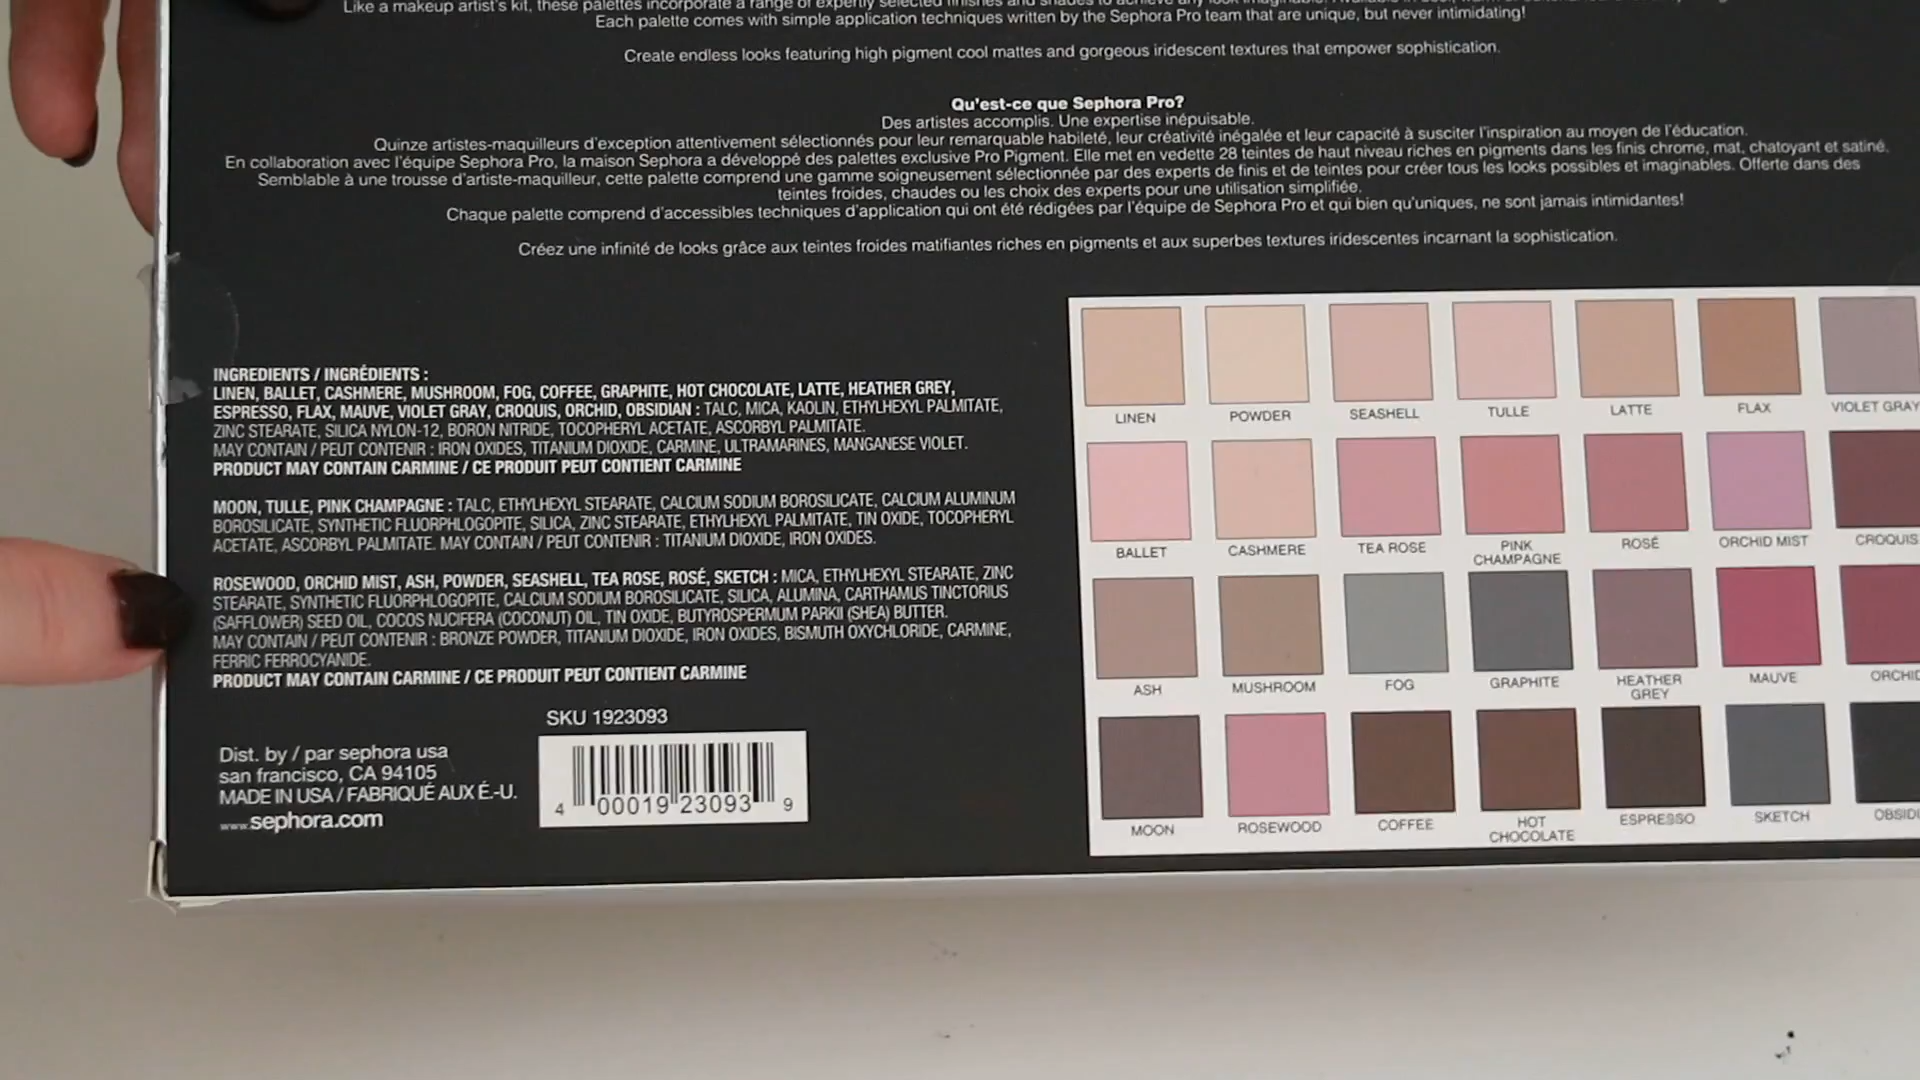 Like a makeup artist's kit, these palettes incorporate a range of expertly selected finishes and shades to achieve any look
Each palette comes with simple application techniques written by the Sephora Pro team that are unique, but never intimidating!
Create endless looks featuring high pigment cool mattes and gorgeous iridescent textures that empower sophistication.
Qu'est-ce que Sephora Pro?
Des artistes accomplis. Une expertise inépuisable.
Quinze artistes-maquilleurs d'exception attentivement sélectionnés pour leur remarquable habileté, leur créativité inégalée et leur capacité à susciter l'inspiration au moyen de l'éducation.
En collaboration avec l'équipe Sephora Pro, la maison Sephora a développé des palettes exclusive Pro Pigment. Elle met en vedette 28 teintes de haut niveau riches en pigments dans les finis chrome, mat, chatoyant et satiné.
Semblable à une trousse d'artiste-maquilleur, cette palette comprend une gamme soigneusement sélectionnée par des experts de finis et de teintes pour créer tous les looks possibles et imaginables. Offerte dans des
teintes froides, chaudes ou les choix des experts pour une utilisation simplifiée.
Chaque palette comprend d'accessibles techniques d'application qui ont été rédigées par l'équipe de Sephora Pro et qui bien qu'uniques, ne sont jamais intimidantes!
Créez une infinité de looks grâce aux teintes froides matifiantes riches en pigments et aux superbes textures iridescentes incarnant la sophistication.
INGREDIENTS / INGRÉDIENTS :
LINEN, BALLET, CASHMERE, MUSHROOM, FOG, COFFEE, GRAPHITE, HOT CHOCOLATE, LATTE, HEATHER GREY,
ESPRESSO, FLAX, MAUVE, VIOLET GRAY, CROQUIS, ORCHID, OBSIDIAN : TALC, MICA, KAOLIN, ETHYLHEXYL PALMITATE,
ZINC STEARATE, SILICA NYLON-12, BORON NITRIDE, TOCOPHERYL ACETATE, ASCORBYL PALMITATE.
MAY CONTAIN / PEUT CONTENIR : IRON OXIDES, TITANIUM DIOXIDE, CARMINE, ULTRAMARINES, MANGANESE VIOLET.
PRODUCT MAY CONTAIN CARMINE / CE PRODUIT PEUT CONTIENT CARMINE
MOON, TULLE, PINK CHAMPAGNE : TALC, ETHYLHEXYL STEARATE, CALCIUM SODIUM BOROSILICATE, CALCIUM ALUMINUM
BOROSILICATE, SYNTHETIC FLUORPHLOGOPITE, SILICA, ZINC STEARATE, ETHYLHEXYL PALMITATE, TIN OXIDE, TOCOPHERYL
ACETATE, ASCORBYL PALMITATE. MAY CONTAIN / PEUT CONTENIR : TITANIUM DIOXIDE, IRON OXIDES.
ROSEWOOD, ORCHID MIST, ASH, POWDER, SEASHELL, TEA ROSE, ROSÉ, SKETCH : MICA, ETHYLHEXYL STEARATE, ZINC
STEARATE, SYNTHETIC FLUORPHLOGOPITE, CALCIUM SODIUM BOROSILICATE, SILICA, ALUMINA, CARTHAMUS TINCTORIUS
(SAFFLOWER) SEED OIL, COCOS NUCIFERA (COCONUT) OIL, TIN OXIDE, BUTYROSPERMUM PARKII (SHEA) BUTTER.
MAY CONTAIN / PEUT CONTENIR : BRONZE POWDER, TITANIUM DIOXIDE, IRON OXIDES, BISMUTH OXYCHLORIDE, CARMINE,
FERRIC FERROCYANIDE.
PRODUCT MAY CONTAIN CARMINE / CE PRODUIT PEUT CONTIENT CARMINE
SKU 1923093
Dist. by / par sephora usa
san francisco, CA 94105
MADE IN USA / FABRIQUÉ AUX É.-U.
www.sephora.com
4 00019 23093 9
LINEN POWDER SEASHELL TULLE LATTE FLAX VIOLET GRAY
BALLET CASHMERE TEA ROSE PINK CHAMPAGNE ROSÉ ORCHID MIST CROQUIS
ASH MUSHROOM FOG GRAPHITE HEATHER GREY MAUVE ORCHID
MOON ROSEWOOD COFFEE HOT CHOCOLATE ESPRESSO SKETCH OBSIDI